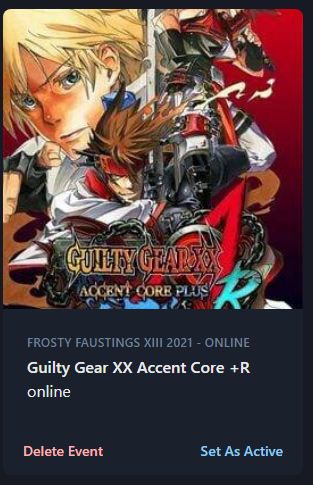 GUILTY GEAR XX
ACCENT CORE PLUS R
FROSTY FAUSTINGS XIII 2021 - ONLINE
Guilty Gear XX Accent Core +R
online
Delete Event Set As Active